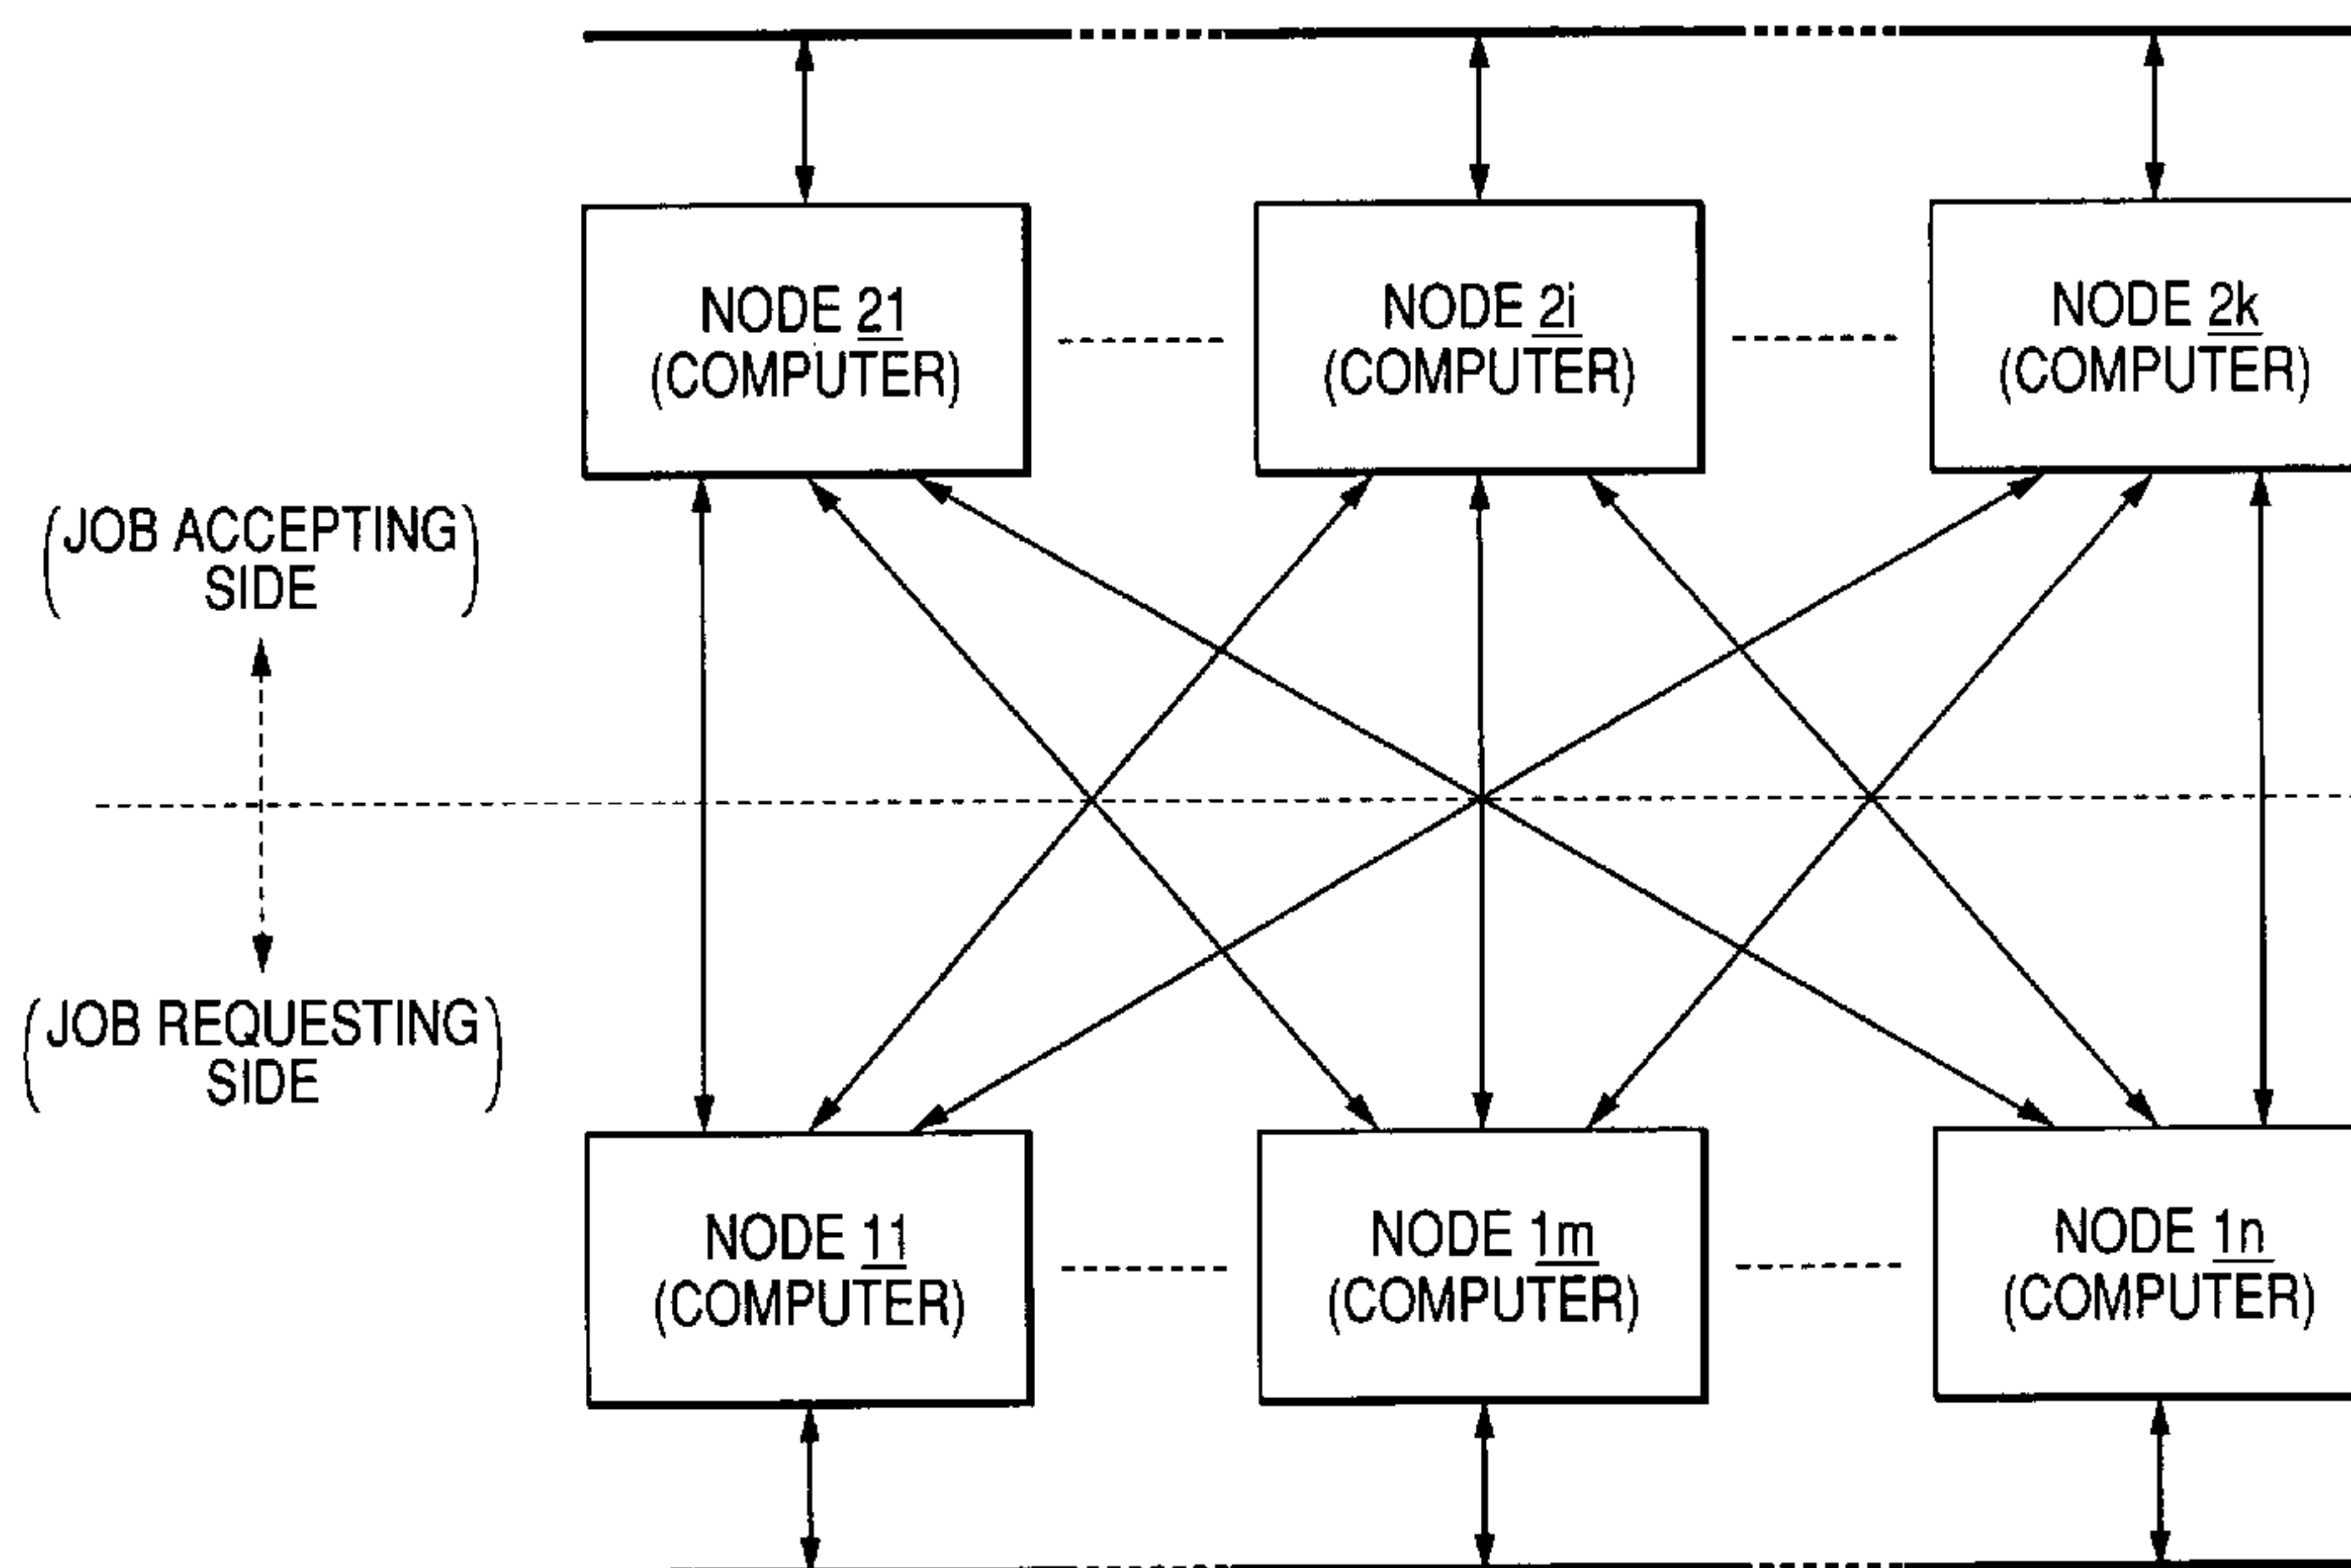 NODE 21
(COMPUTER)
NODE 2i
(COMPUTER)
NODE 2k
(COMPUTER)
(JOB ACCEPTING
SIDE)
(JOB REQUESTING
SIDE)
NODE 11
(COMPUTER)
NODE 1m
(COMPUTER)
NODE 1n
(COMPUTER)